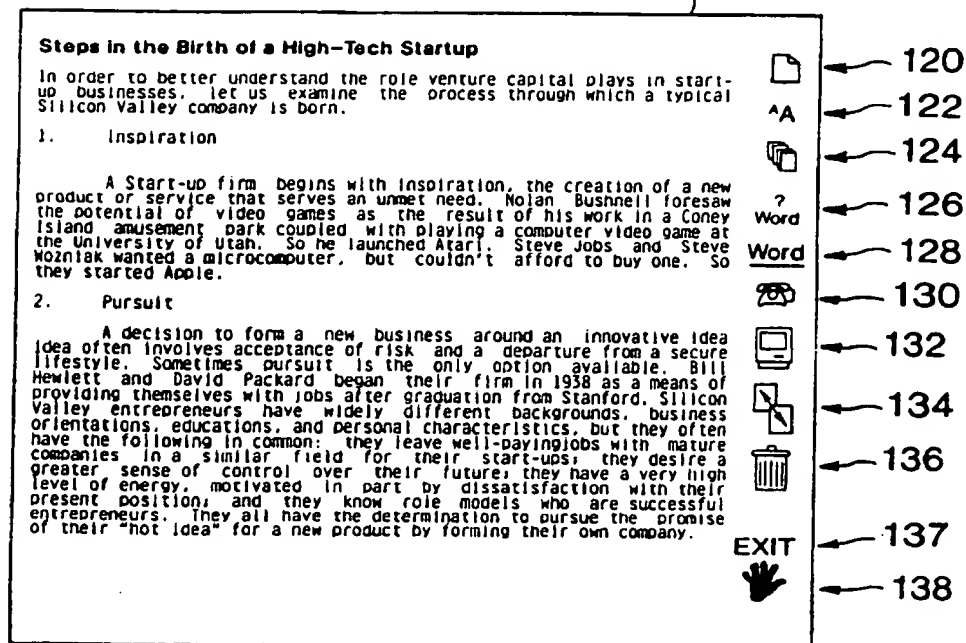 Steps in the Birth of a High-Tech Startup
In order to better understand the role venture capital plays in start-
up businesses, let us examine the process through which a typical
Silicon Valley company is born.
1. Inspiration
A Start-up firm begins with inspiration, the creation of a new
product or service that serves an unmet need. Nolan Bushnell foresaw
the potential of video games as the result of his work in a Coney
Island amusement park coupled with playing a computer video game at
the University of Utah. So he launched Atari. Steve Jobs and Steve
Wozniak wanted a microcomputer, but couldn't afford to buy one. So
they started Apple.
2. Pursuit
A decision to form a new business around an innovative idea
idea often involves acceptance of risk and a departure from a secure
lifestyle. Sometimes pursuit is the only option available. Bill
Hewlett and David Packard began their firm in 1938 as a means of
providing themselves with jobs after graduation from Stanford. Silicon
Valley entrepreneurs have widely different backgrounds, business
orientations, educations, and personal characteristics, but they often
have the following in common: they leave well-payingjobs with mature
companies in a similar field for their start-ups; they desire a
greater sense of control over their future; they have a very high
level of energy, motivated in part by dissatisfaction with their
present position; and they know role models who are successful
entrepreneurs. They all have the determination to pursue the promise
of their "hot idea" for a new product by forming their own company.
120
AA 122
124
? Word 126
Word 128
130
132
134
136
EXIT 137
138